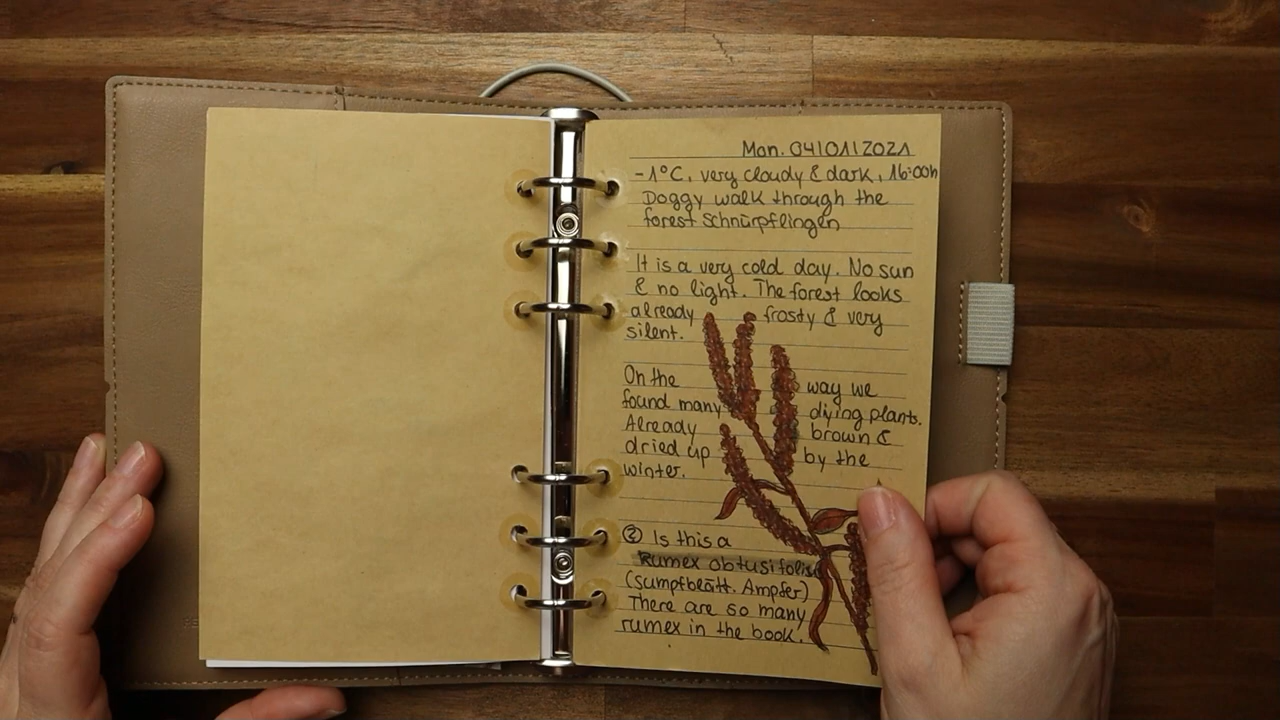 Mon. 04|01|2021
-1°C, very cloudy & dark, 16:00h
Doggy walk through the
forest Schnürpflingen
It is a very cold day. No sun
& no light. The forest looks
already frosty & very
silent.
On the way we
found many diying plants.
Already brown &
dried up by the
winter.
? Is this a
Rumex obtusifolis
(Sumpfblätt. Ampfer)
There are so many
rumex in the book.